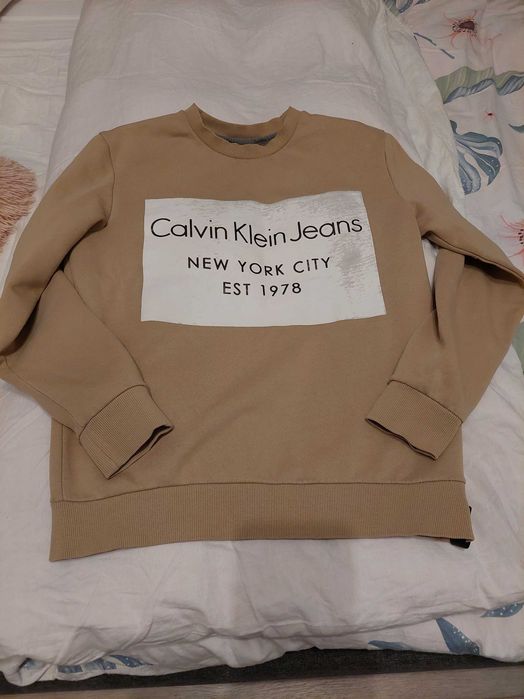 Calvin Klein Jeans
NEW YORK CITY
EST 1978